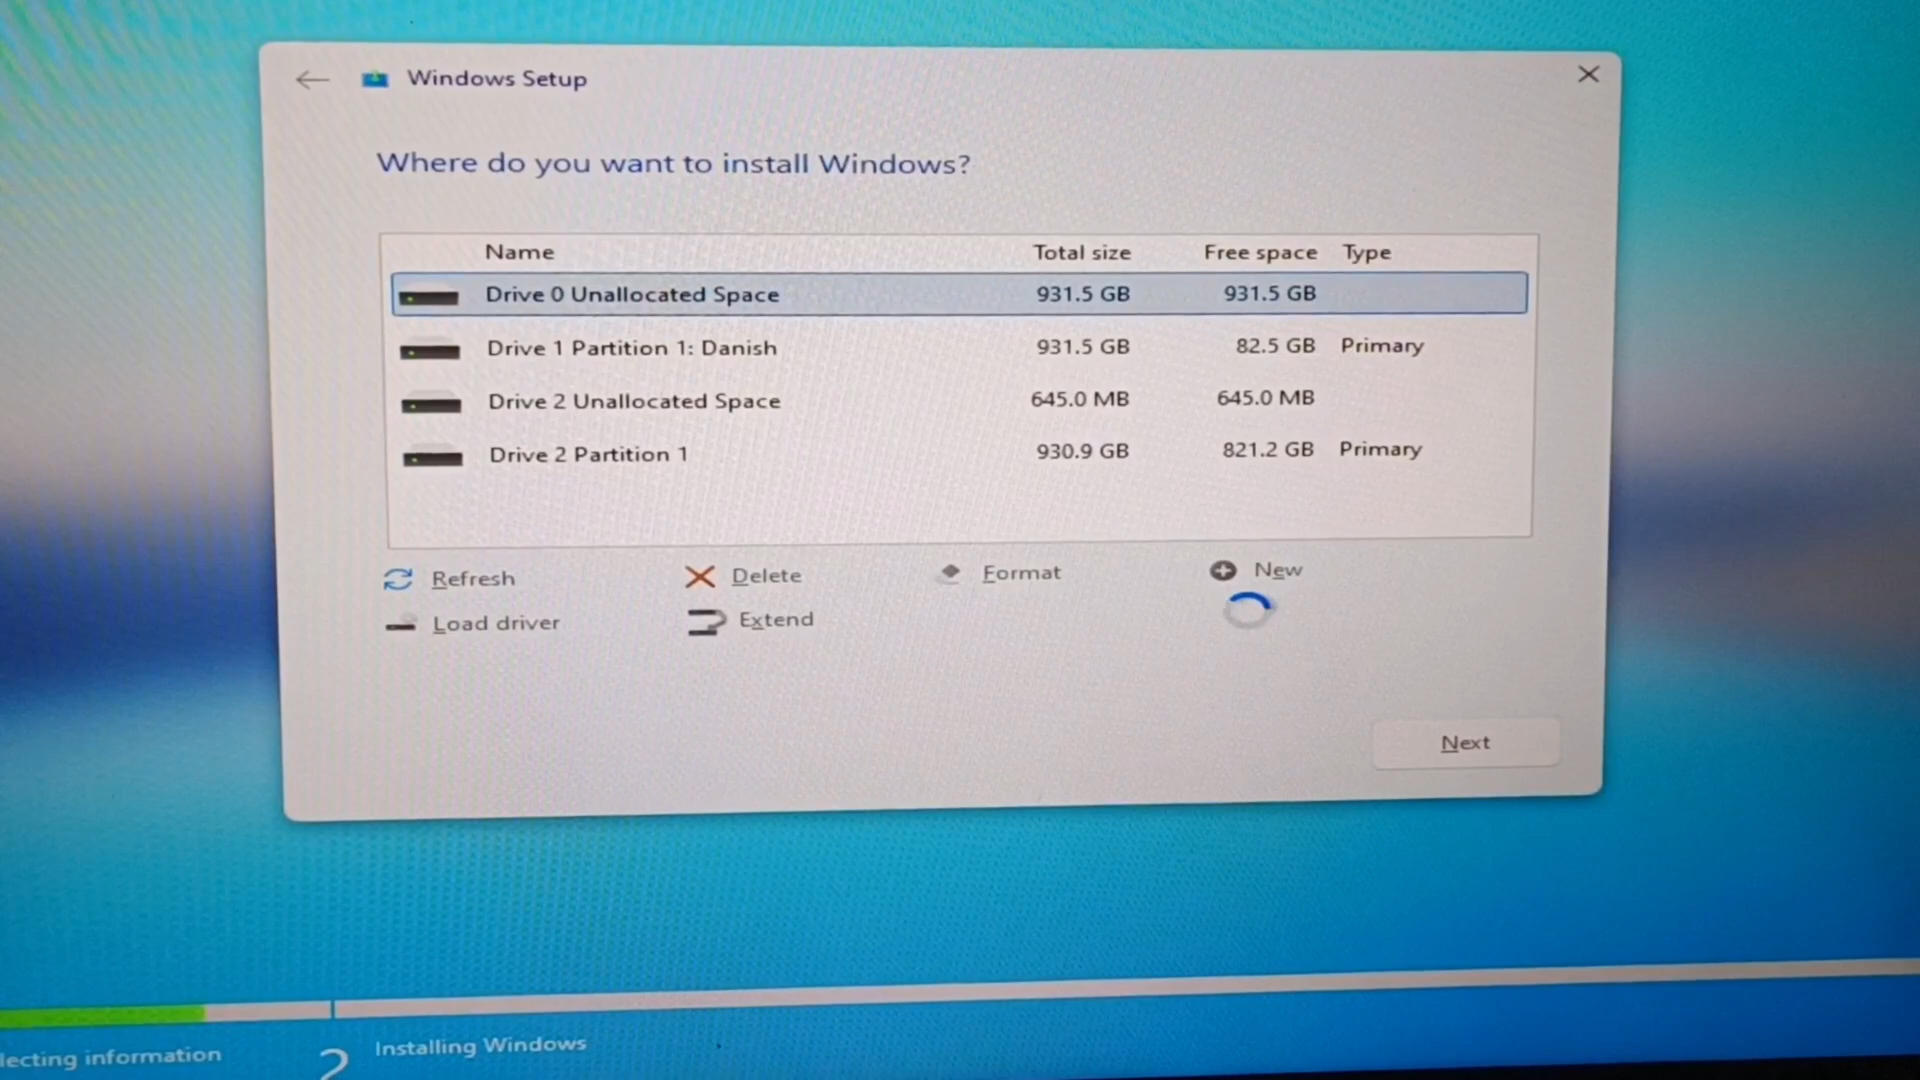 Windows Setup
Where do you want to install Windows?
Name Total size Free space Type
Drive 0 Unallocated Space 931.5 GB 931.5 GB
Drive 1 Partition 1: Danish 931.5 GB 82.5 GB Primary
Drive 2 Unallocated Space 645.0 MB 645.0 MB
Drive 2 Partition 1 930.9 GB 821.2 GB Primary
Refresh Delete Format New
Load driver Extend
Next
lecting information 2 Installing Windows